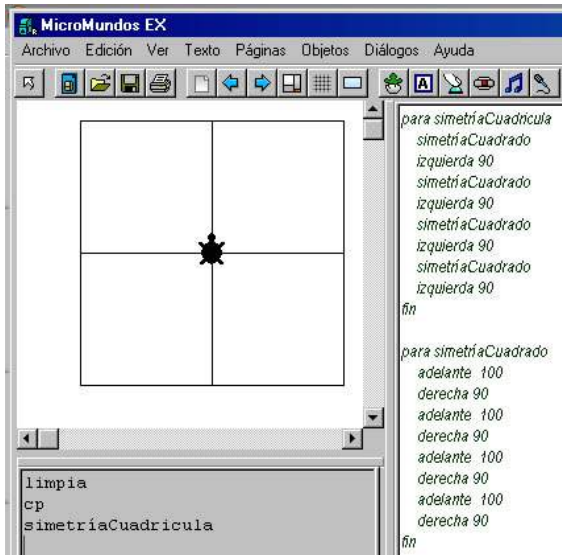 MicroMundos EX
Archivo Edición Ver Texto Páginas Objetos Diálogos Ayuda
para simetríaCuadricula
simetríaCuadrado
izquierda 90
simetríaCuadrado
izquierda 90
simetríaCuadrado
izquierda 90
simetríaCuadrado
izquierda 90
fin
para simetríaCuadrado
adelante 100
derecha 90
adelante 100
derecha 90
adelante 100
derecha 90
adelante 100
derecha 90
fin
limpia
cp
simetríaCuadricula